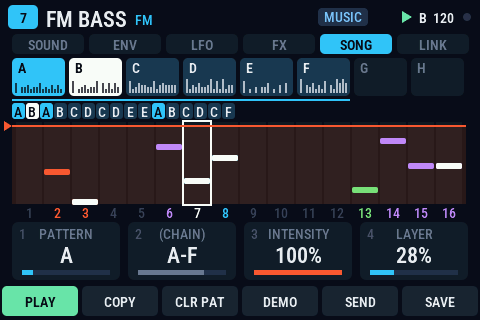 7 FM BASS FM MUSIC B 120
SOUND ENV LFO FX SONG LINK
A B C D E F G H
A B A B C D C D E E A B C D C F
1 2 3 4 5 6 7 8 9 10 11 12 13 14 15 16
1 PATTERN 2 (CHAIN) 3 INTENSITY 4 LAYER
A A-F 100% 28%
PLAY COPY CLR PAT DEMO SEND SAVE